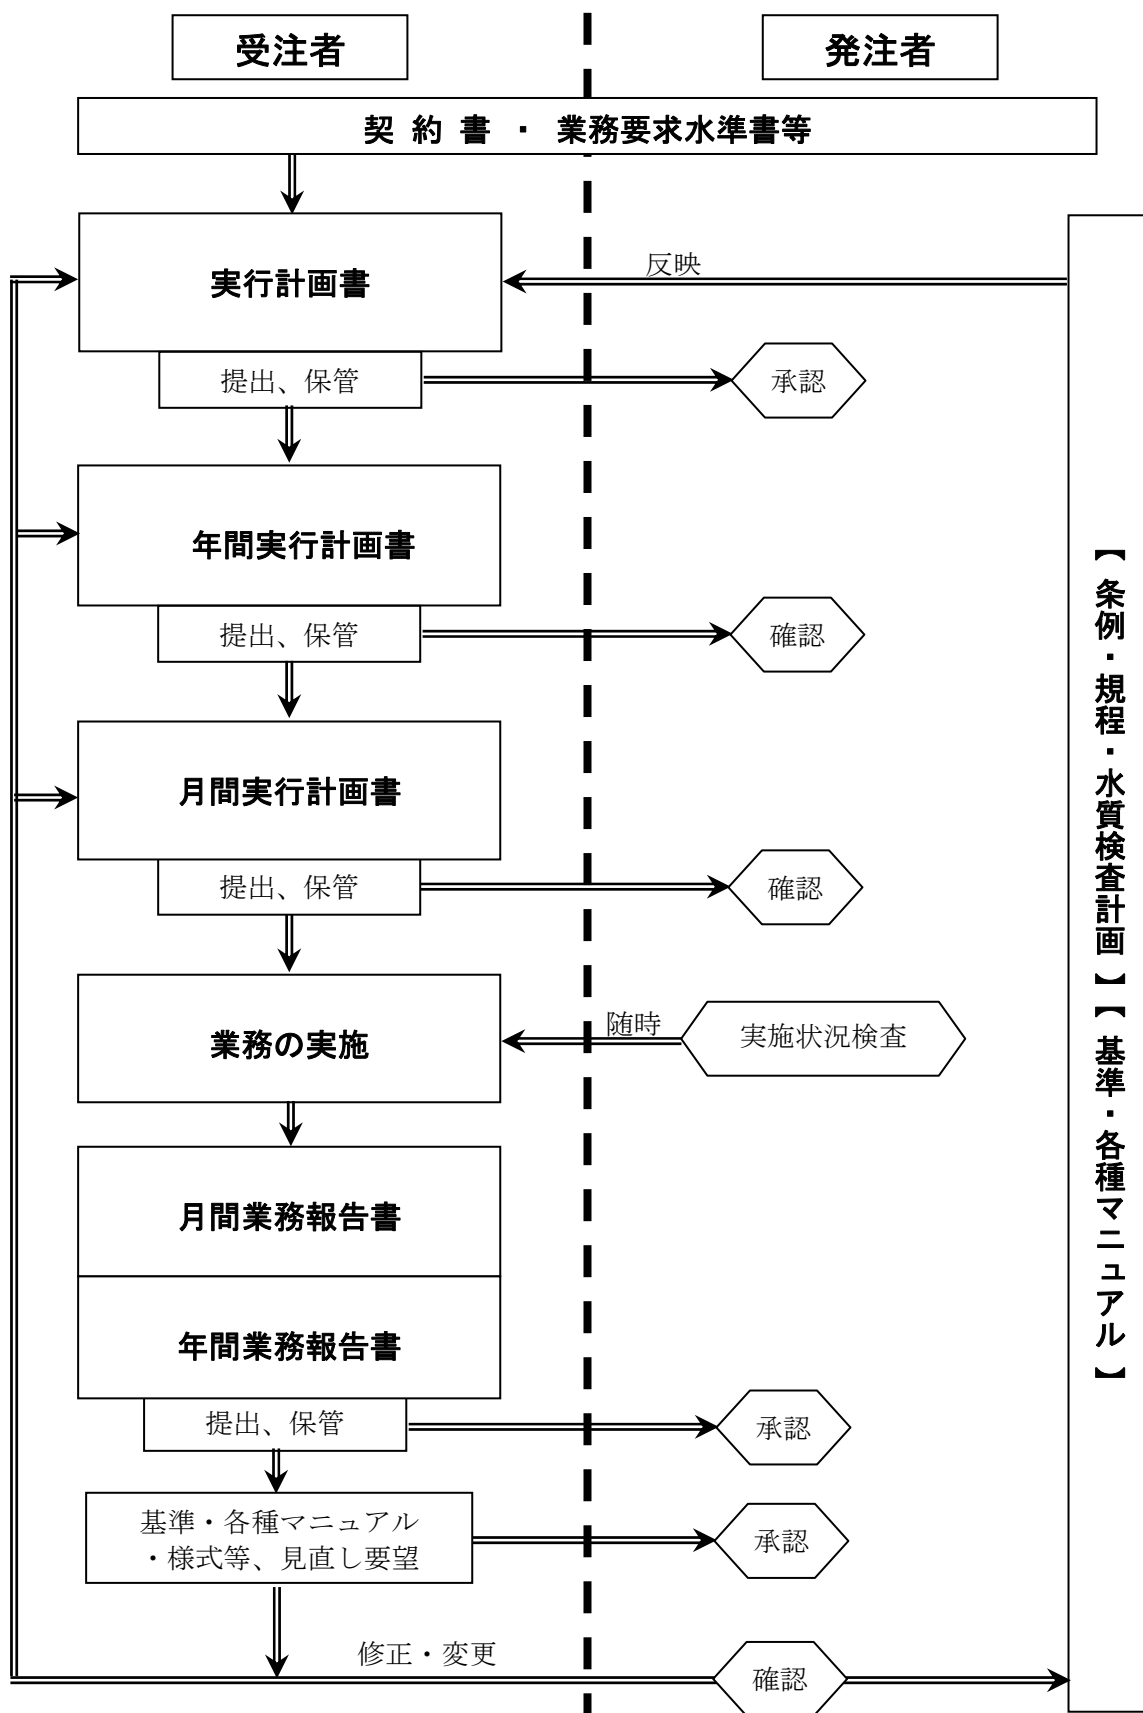 受注者
発注者
契 約 書 ・ 業務要求水準書等
実行計画書
反映
提出、保管
承認
年間実行計画書
提出、保管
確認
月間実行計画書
提出、保管
確認
業務の実施
随時
実施状況検査
月間業務報告書
年間業務報告書
提出、保管
承認
基準・各種マニュアル
・様式等、見直し要望
承認
修正・変更
確認
【 条例・規程・水質検査計画 】【 基準・各種マニュアル 】